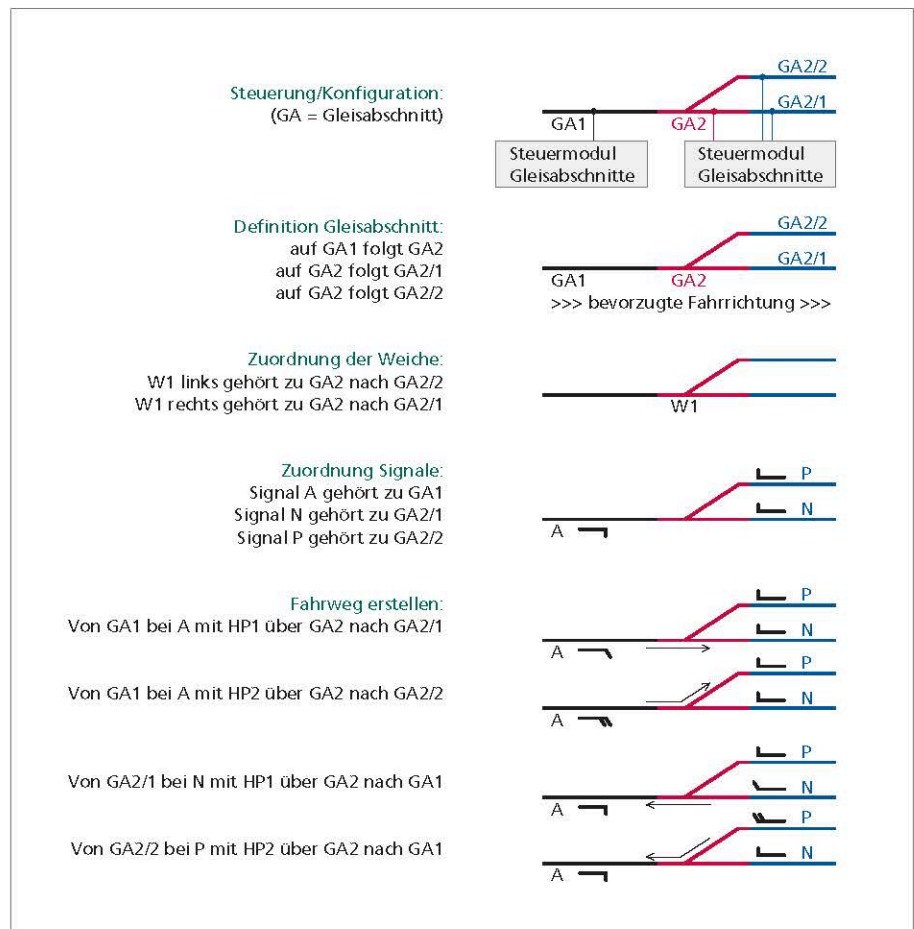 Steuerung/Konfiguration:
(GA = Gleisabschnitt)
GA2/2
GA2/1
GA1
GA2
Steuermodul
Gleisabschnitte
Steuermodul
Gleisabschnitte
Definition Gleisabschnitt:
auf GA1 folgt GA2
auf GA2 folgt GA2/1
auf GA2 folgt GA2/2
GA2/2
GA2/1
GA1
GA2
>>> bevorzugte Fahrrichtung >>>
Zuordnung der Weiche:
W1 links gehört zu GA2 nach GA2/2
W1 rechts gehört zu GA2 nach GA2/1
W1
Zuordnung Signale:
Signal A gehört zu GA1
Signal N gehört zu GA2/1
Signal P gehört zu GA2/2
P
N
A
Fahrweg erstellen:
Von GA1 bei A mit HP1 über GA2 nach GA2/1
P
N
A
Von GA1 bei A mit HP2 über GA2 nach GA2/2
P
N
A
Von GA2/1 bei N mit HP1 über GA2 nach GA1
P
N
A
Von GA2/2 bei P mit HP2 über GA2 nach GA1
P
N
A